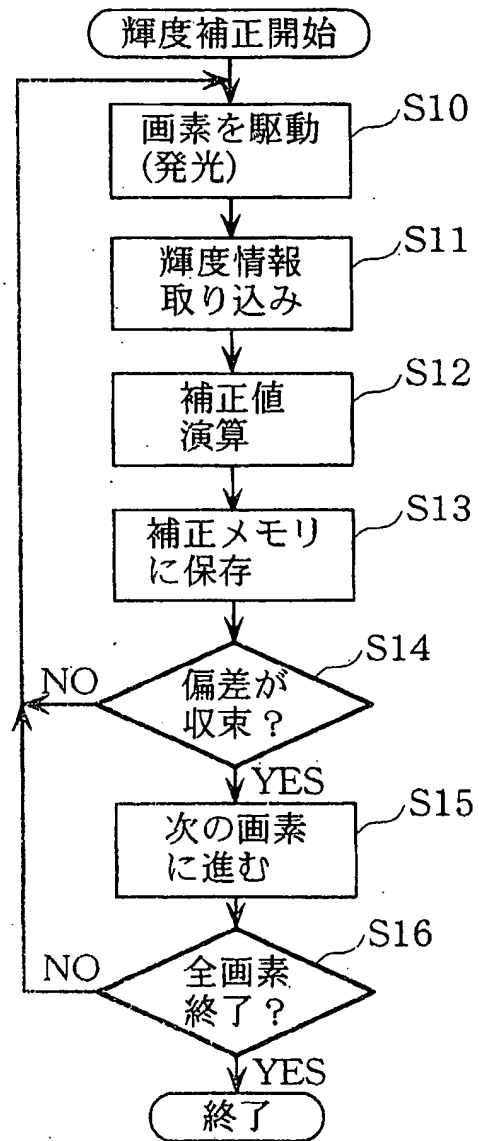 輝度補正開始
画素を駆動
(発光)
S10
輝度情報
取り込み
S11
補正値
演算
S12
補正メモリ
に保存
S13
偏差が
収束?
S14
NO
YES
次の画素
に進む
S15
全画素
終了?
S16
NO
YES
終了